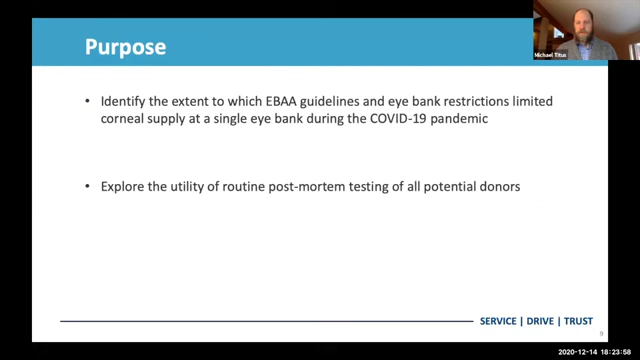 Purpose
Michael Titus
• Identify the extent to which EBAA guidelines and eye bank restrictions limited
corneal supply at a single eye bank during the COVID-19 pandemic
• Explore the utility of routine post-mortem testing of all potential donors
SERVICE | DRIVE | TRUST
9
2020-12-14 18:23:58